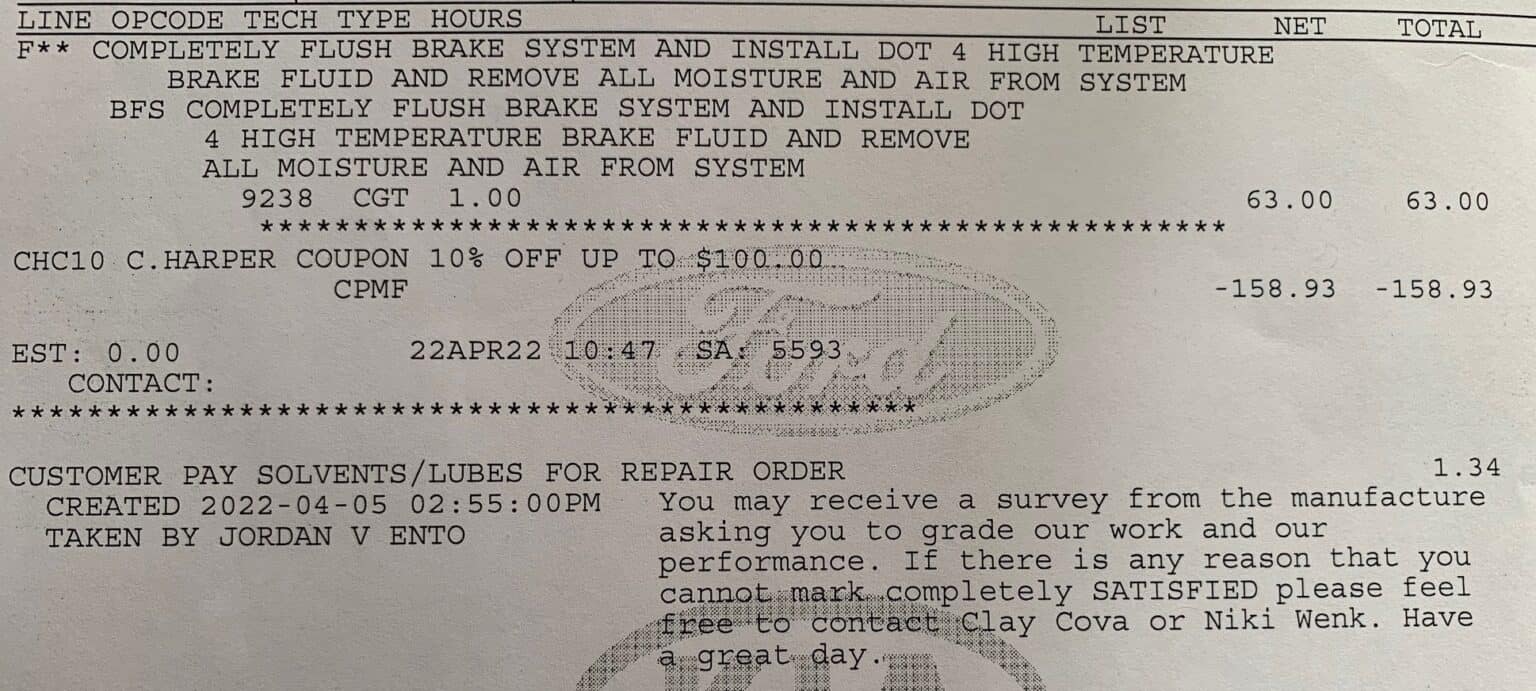 LINE OPCODE TECH TYPE HOURS LIST NET TOTAL
F** COMPLETELY FLUSH BRAKE SYSTEM AND INSTALL DOT 4 HIGH TEMPERATURE
BRAKE FLUID AND REMOVE ALL MOISTURE AND AIR FROM SYSTEM
BFS COMPLETELY FLUSH BRAKE SYSTEM AND INSTALL DOT
4 HIGH TEMPERATURE BRAKE FLUID AND REMOVE
ALL MOISTURE AND AIR FROM SYSTEM
9238 CGT 1.00 63.00 63.00
***************************************************
CHC10 C.HARPER COUPON 10% OFF UP TO $100.00
CPMF -158.93 -158.93
Ford
EST: 0.00 22APR22 10:47 SA: 5593
CONTACT:
************************************************
CUSTOMER PAY SOLVENTS/LUBES FOR REPAIR ORDER 1.34
CREATED 2022-04-05 02:55:00PM You may receive a survey from the manufacture
TAKEN BY JORDAN V ENTO asking you to grade our work and our
performance. If there is any reason that you
cannot mark completely SATISFIED please feel
free to contact Clay Cova or Niki Wenk. Have
a great day.